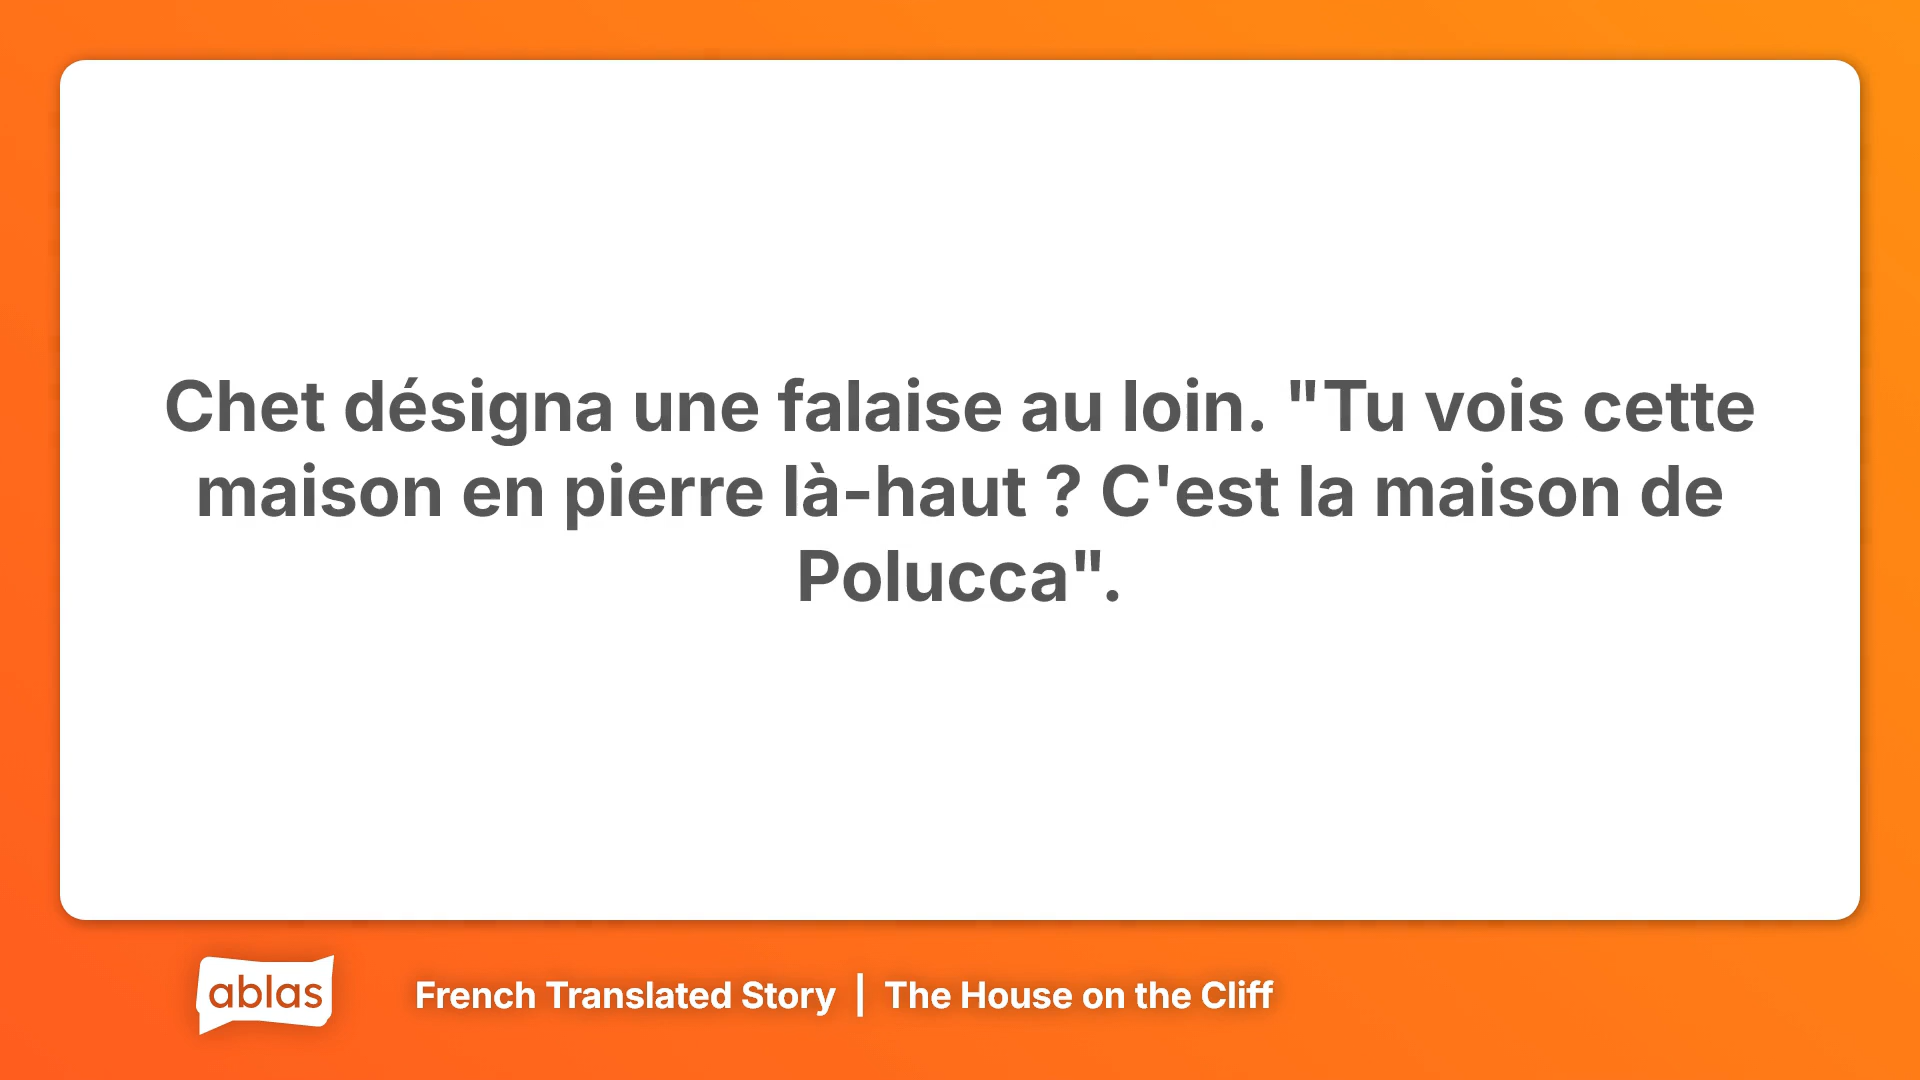 Chet désigna une falaise au loin. "Tu vois cette
maison en pierre là-haut ? C'est la maison de
Polucca".
ablas
French Translated Story | The House on the Cliff